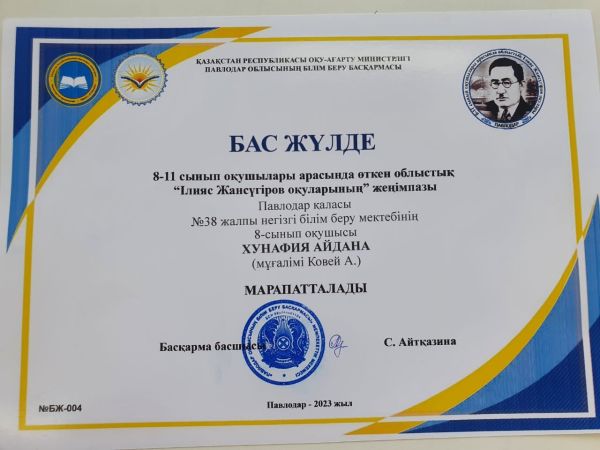 ҚАЗАҚСТАН РЕСПУБЛИКАСЫ ОҚУ-АҒАРТУ МИНИСТРЛІГІ
ПАВЛОДАР ОБЛЫСЫНЫҢ БІЛІМ БЕРУ БАСҚАРМАСЫ
ПАВЛОДАР
БАС ЖҮЛДЕ
8-11 сынып оқушылары арасында өткен облыстық
“Ілияс Жансүгіров оқуларының” жеңімпазы
Павлодар қаласы
№38 жалпы негізгі білім беру мектебінің
8-сынып оқушысы
ХУНАФИЯ АЙДАНА
(мұғалімі Ковей А.)
МАРАПАТТАЛАДЫ
Басқарма басшысы
С. Айтқазина
№БЖ-004
Павлодар - 2023 жыл